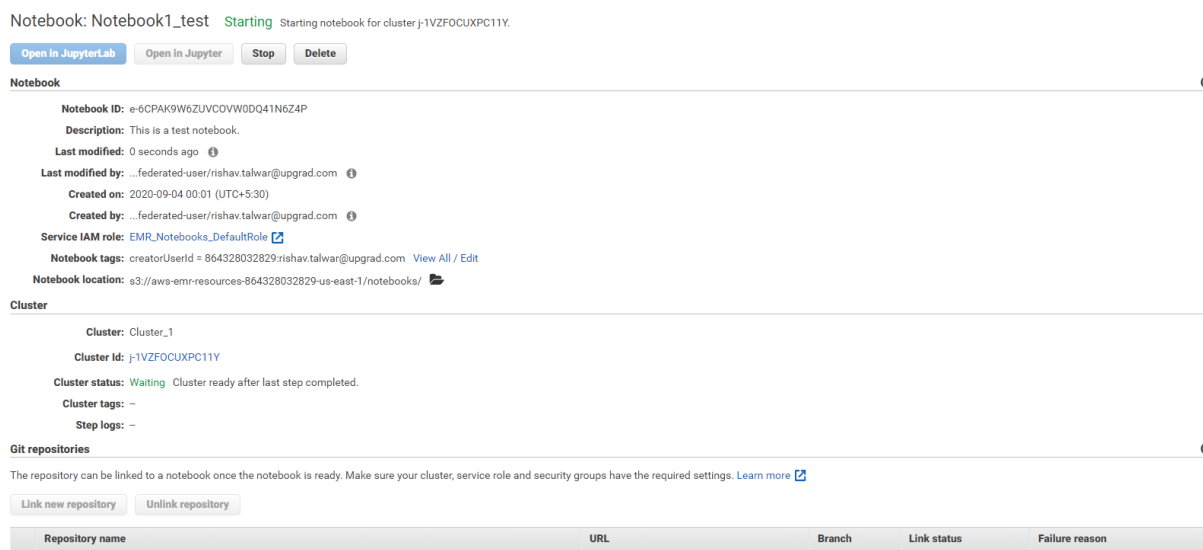 Notebook: Notebook1_test Starting Starting notebook for cluster j-1VZFOCUXPC11Y.
Open in JupyterLab Open in Jupyter Stop Delete
Notebook
Notebook ID: e-6CPAK9W6ZUVCOVW0DQ41N6Z4P
Description: This is a test notebook.
Last modified: 0 seconds ago
Last modified by: ...federated-user/rishav.talwar@upgrad.com
Created on: 2020-09-04 00:01 (UTC+5:30)
Created by: ...federated-user/rishav.talwar@upgrad.com
Service IAM role: EMR_Notebooks_DefaultRole
Notebook tags: creatorUserId = 864328032829:rishav.talwar@upgrad.com View All / Edit
Notebook location: s3://aws-emr-resources-864328032829-us-east-1/notebooks/
Cluster
Cluster: Cluster_1
Cluster Id: j-1VZFOCUXPC11Y
Cluster status: Waiting Cluster ready after last step completed.
Cluster tags: --
Step logs: --
Git repositories
The repository can be linked to a notebook once the notebook is ready. Make sure your cluster, service role and security groups have the required settings. Learn more
Link new repository Unlink repository
Repository name URL Branch Link status Failure reason